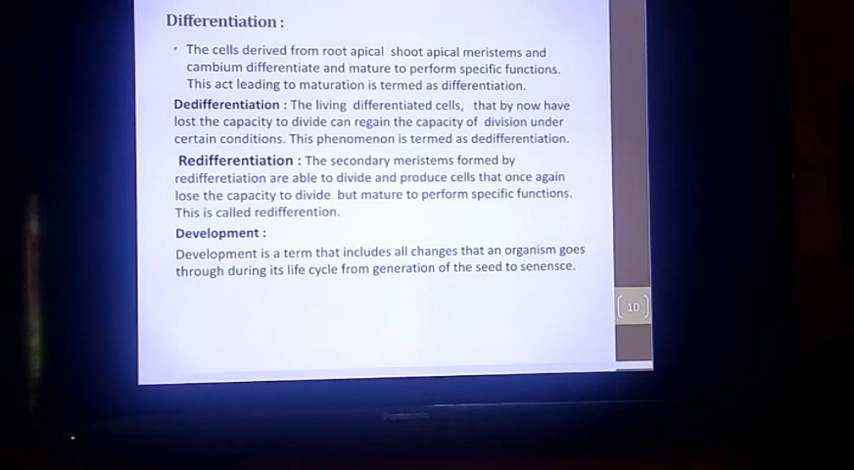 Differentiation :
• The cells derived from root apical shoot apical meristems and
cambium differentiate and mature to perform specific functions.
This act leading to maturation is termed as differentiation.
Dedifferentiation : The living differentiated cells, that by now have
lost the capacity to divide can regain the capacity of division under
certain conditions. This phenomenon is termed as dedifferentiation.
Redifferentiation : The secondary meristems formed by
redifferetiation are able to divide and produce cells that once again
lose the capacity to divide but mature to perform specific functions.
This is called redifferention.
Development :
Development is a term that includes all changes that an organism goes
through during its life cycle from generation of the seed to senensce.
10
Panasonic